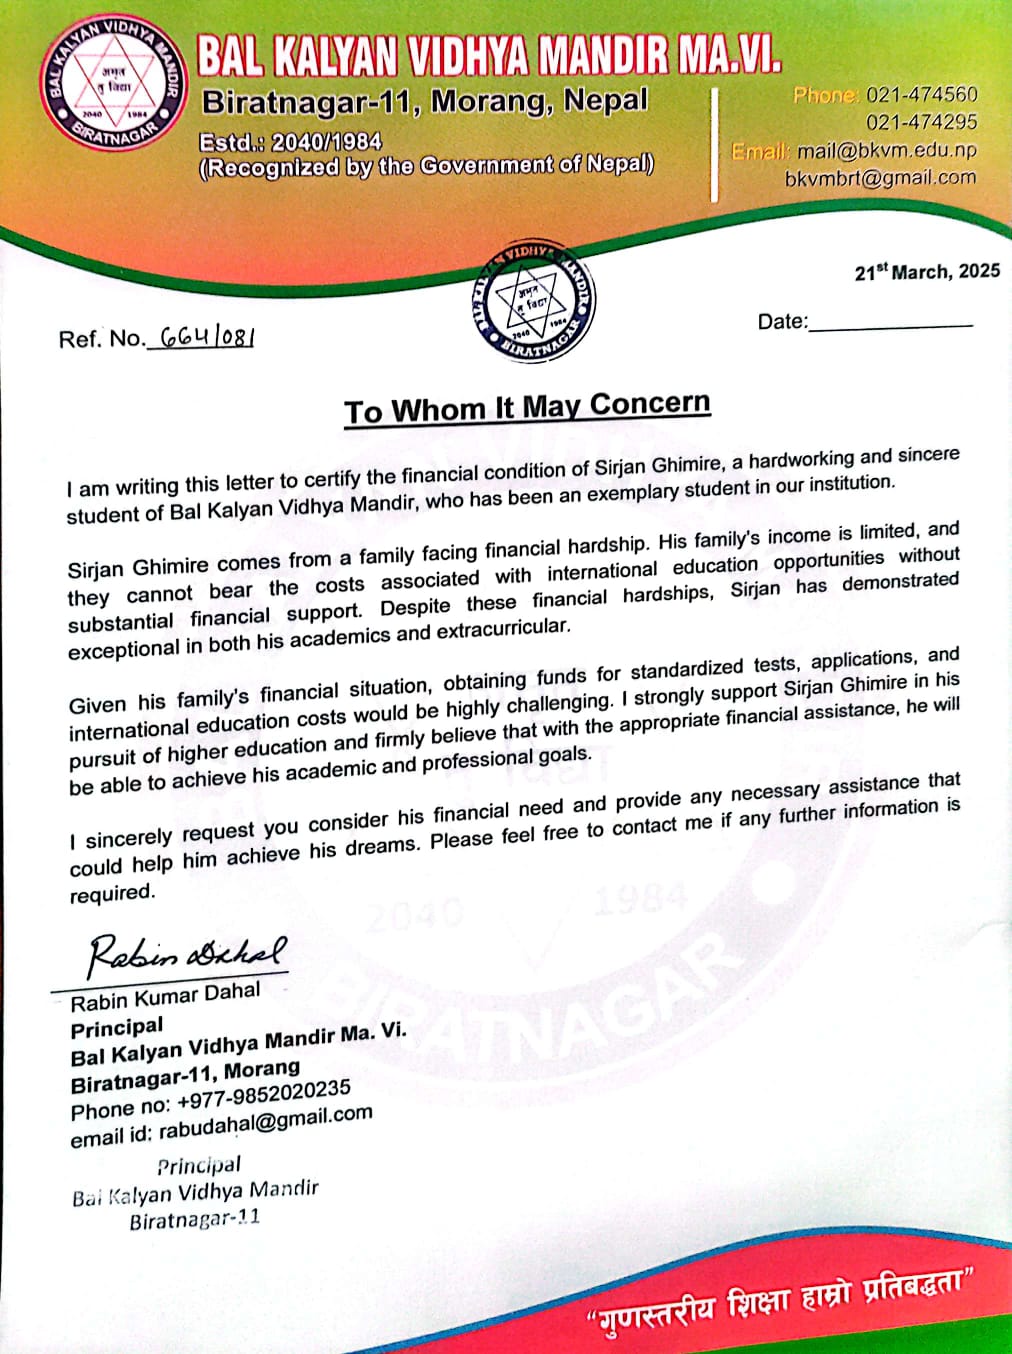 BAL KALYAN VIDHYA MANDIR
अमृत
तु विद्या
2040 1984
BIRATNAGAR
BAL KALYAN VIDHYA MANDIR MA.VI.
Biratnagar-11, Morang, Nepal
Estd.: 2040/1984
(Recognized by the Government of Nepal)
Phone: 021-474560
021-474295
Email: mail@bkvm.edu.np
bkvmbrt@gmail.com
VIDHYA MANDIR
अमृत
तु विद्या
2040 1984
BIRATNAGAR
21st March, 2025
Ref. No. 664/081
Date:
To Whom It May Concern
I am writing this letter to certify the financial condition of Sirjan Ghimire, a hardworking and sincere
student of Bal Kalyan Vidhya Mandir, who has been an exemplary student in our institution.
Sirjan Ghimire comes from a family facing financial hardship. His family's income is limited, and
they cannot bear the costs associated with international education opportunities without
substantial financial support. Despite these financial hardships, Sirjan has demonstrated
exceptional in both his academics and extracurricular.
Given his family's financial situation, obtaining funds for standardized tests, applications, and
international education costs would be highly challenging. I strongly support Sirjan Ghimire in his
pursuit of higher education and firmly believe that with the appropriate financial assistance, he will
be able to achieve his academic and professional goals.
I sincerely request you consider his financial need and provide any necessary assistance that
could help him achieve his dreams. Please feel free to contact me if any further information is
required.
2040 1984
BIRATNAGAR
Rabin Dahal
Rabin Kumar Dahal
Principal
Bal Kalyan Vidhya Mandir Ma. Vi.
Biratnagar-11, Morang
Phone no: +977-9852020235
email id: rabudahal@gmail.com
Principal
Bal Kalyan Vidhya Mandir
Biratnagar-11
“गुणस्तरीय शिक्षा हाम्रो प्रतिबद्धता”